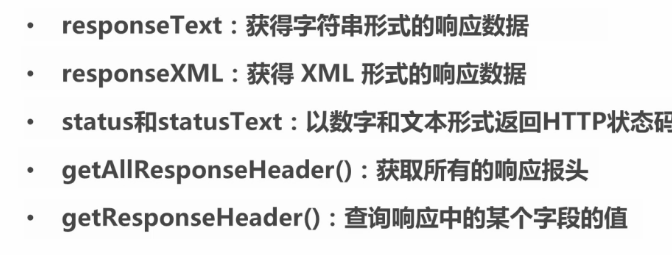 • responseText：获得字符串形式的响应数据
• responseXML：获得 XML 形式的响应数据
• status和statusText：以数字和文本形式返回HTTP状态码
• getAllResponseHeader()：获取所有的响应报头
• getResponseHeader()：查询响应中的某个字段的值